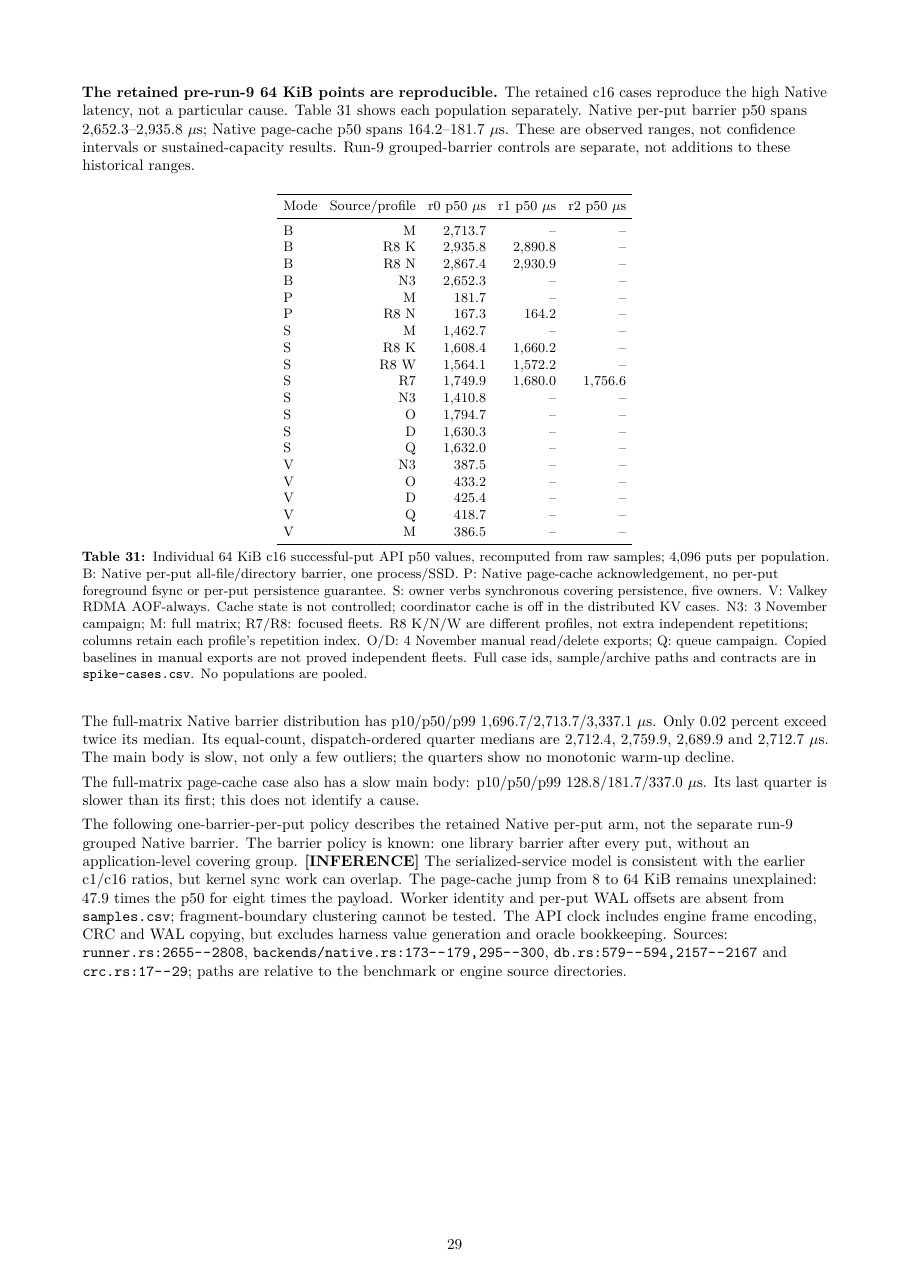 The retained pre-run-9 64 KiB points are reproducible. The retained c16 cases reproduce the high Native
latency, not a particular cause. Table 31 shows each population separately. Native per-put barrier p50 spans
2,652.3–2,935.8 µs; Native page-cache p50 spans 164.2–181.7 µs. These are observed ranges, not confidence
intervals or sustained-capacity results. Run-9 grouped-barrier controls are separate, not additions to these
historical ranges.
Mode Source/profile r0 p50 µs r1 p50 µs r2 p50 µs
B M 2,713.7 – –
B R8 K 2,935.8 2,890.8 –
B R8 N 2,867.4 2,930.9 –
B N3 2,652.3 – –
P M 181.7 – –
P R8 N 167.3 164.2 –
S M 1,462.7 – –
S R8 K 1,608.4 1,660.2 –
S R8 W 1,564.1 1,572.2 –
S R7 1,749.9 1,680.0 1,756.6
S N3 1,410.8 – –
S O 1,794.7 – –
S D 1,630.3 – –
S Q 1,632.0 – –
V N3 387.5 – –
V O 433.2 – –
V D 425.4 – –
V Q 418.7 – –
V M 386.5 – –
Table 31: Individual 64 KiB c16 successful-put API p50 values, recomputed from raw samples; 4,096 puts per population.
B: Native per-put all-file/directory barrier, one process/SSD. P: Native page-cache acknowledgement, no per-put
foreground fsync or per-put persistence guarantee. S: owner verbs synchronous covering persistence, five owners. V: Valkey
RDMA AOF-always. Cache state is not controlled; coordinator cache is off in the distributed KV cases. N3: 3 November
campaign; M: full matrix; R7/R8: focused fleets. R8 K/N/W are different profiles, not extra independent repetitions;
columns retain each profile's repetition index. O/D: 4 November manual read/delete exports; Q: queue campaign. Copied
baselines in manual exports are not proved independent fleets. Full case ids, sample/archive paths and contracts are in
spike-cases.csv. No populations are pooled.
The full-matrix Native barrier distribution has p10/p50/p99 1,696.7/2,713.7/3,337.1 µs. Only 0.02 percent exceed
twice its median. Its equal-count, dispatch-ordered quarter medians are 2,712.4, 2,759.9, 2,689.9 and 2,712.7 µs.
The main body is slow, not only a few outliers; the quarters show no monotonic warm-up decline.
The full-matrix page-cache case also has a slow main body: p10/p50/p99 128.8/181.7/337.0 µs. Its last quarter is
slower than its first; this does not identify a cause.
The following one-barrier-per-put policy describes the retained Native per-put arm, not the separate run-9
grouped Native barrier. The barrier policy is known: one library barrier after every put, without an
application-level covering group. [INFERENCE] The serialized-service model is consistent with the earlier
c1/c16 ratios, but kernel sync work can overlap. The page-cache jump from 8 to 64 KiB remains unexplained:
47.9 times the p50 for eight times the payload. Worker identity and per-put WAL offsets are absent from
samples.csv; fragment-boundary clustering cannot be tested. The API clock includes engine frame encoding,
CRC and WAL copying, but excludes harness value generation and oracle bookkeeping. Sources:
runner.rs:2655--2808, backends/native.rs:173--179,295--300, db.rs:579--594,2157--2167 and
crc.rs:17--29; paths are relative to the benchmark or engine source directories.
29